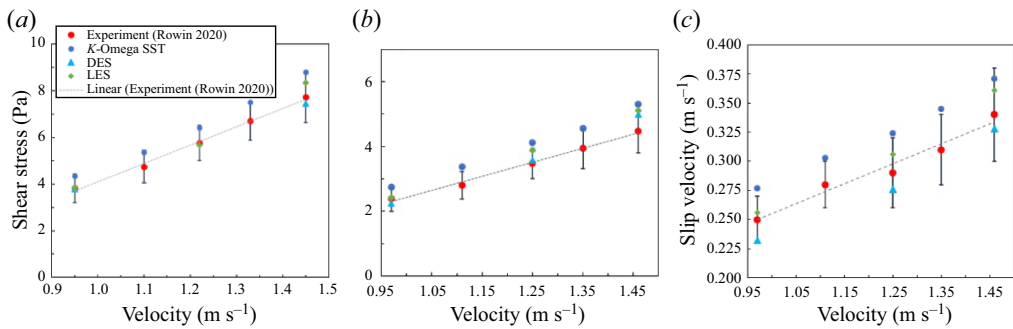 (a)
10
8
6
4
2
0
Shear stress (Pa)
Experiment (Rowin 2020)
K-Omega SST
DES
LES
Linear (Experiment (Rowin 2020))
0.9 1.0 1.1 1.2 1.3 1.4 1.5
Velocity (m s⁻¹)
(b)
6
4
2
0
0.95 1.05 1.15 1.25 1.35 1.45
Velocity (m s⁻¹)
(c)
0.400
0.375
0.350
0.325
0.300
0.275
0.250
0.225
0.200
Slip velocity (m s⁻¹)
0.95 1.05 1.15 1.25 1.35 1.45
Velocity (m s⁻¹)